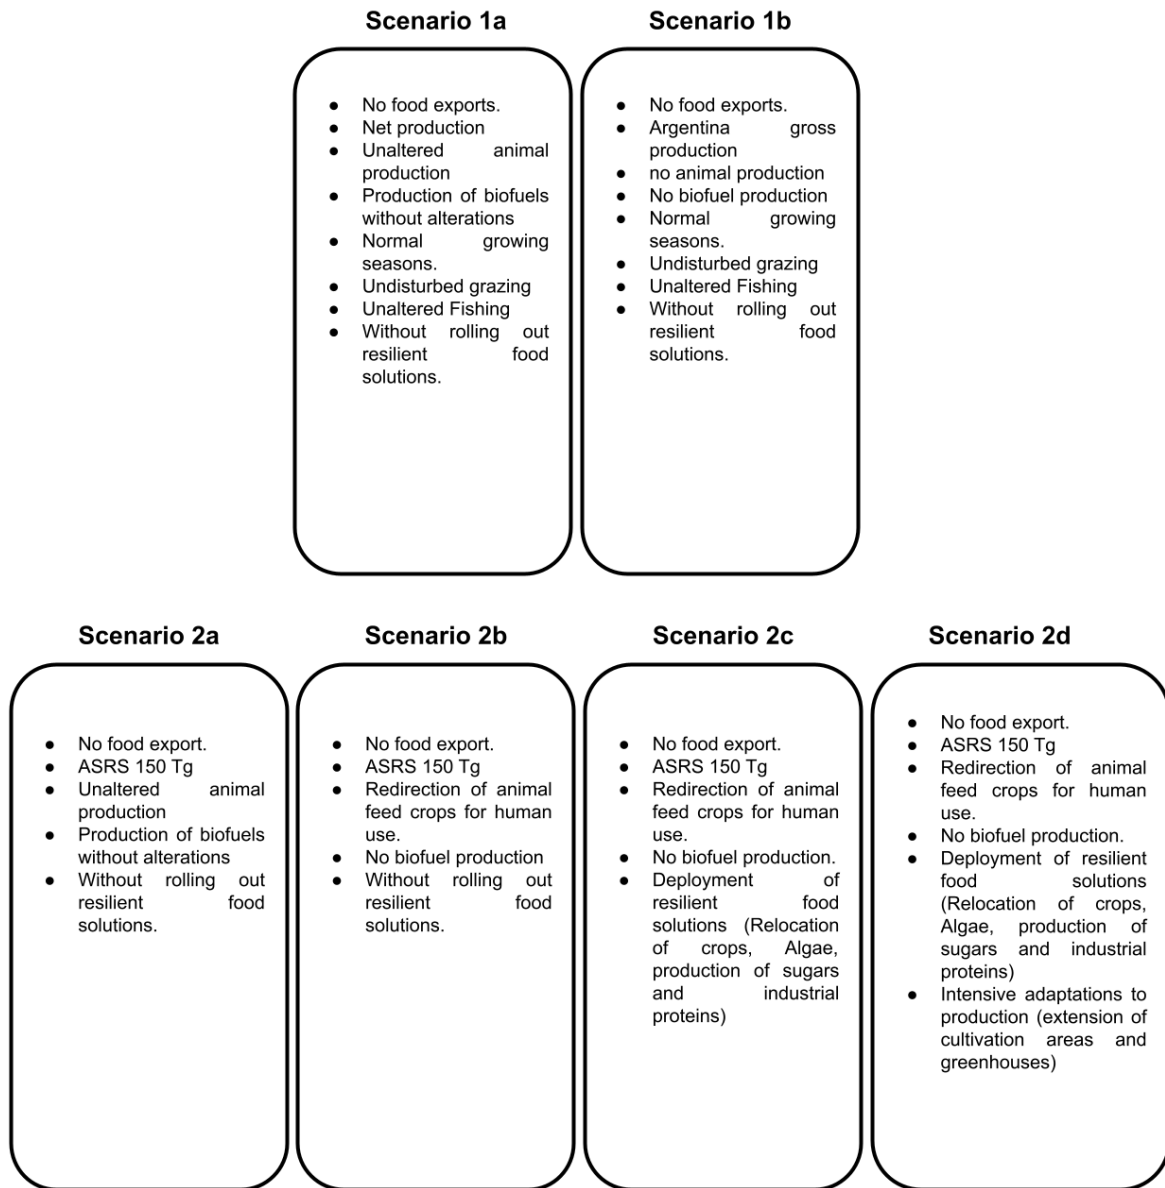 Scenario 1a
● No food exports.
● Net production
● Unaltered animal
production
● Production of biofuels
without alterations
● Normal growing
seasons.
● Undisturbed grazing
● Unaltered Fishing
● Without rolling out
resilient food
solutions.
Scenario 1b
● No food exports.
● Argentina gross
production
● no animal production
● No biofuel production
● Normal growing
seasons.
● Undisturbed grazing
● Unaltered Fishing
● Without rolling out
resilient food
solutions.
Scenario 2a
● No food export.
● ASRS 150 Tg
● Unaltered animal
production
● Production of biofuels
without alterations
● Without rolling out
resilient food
solutions.
Scenario 2b
● No food export.
● ASRS 150 Tg
● Redirection of animal
feed crops for human
use.
● No biofuel production
● Without rolling out
resilient food
solutions.
Scenario 2c
● No food export.
● ASRS 150 Tg
● Redirection of animal
feed crops for human
use.
● No biofuel production.
● Deployment of
resilient food
solutions (Relocation
of crops, Algae,
production of sugars
and industrial
proteins)
Scenario 2d
● No food export.
● ASRS 150 Tg
● Redirection of animal
feed crops for human
use.
● No biofuel production.
● Deployment of resilient
food solutions
(Relocation of crops,
Algae, production of
sugars and industrial
proteins)
● Intensive adaptations to
production (extension of
cultivation areas and
greenhouses)